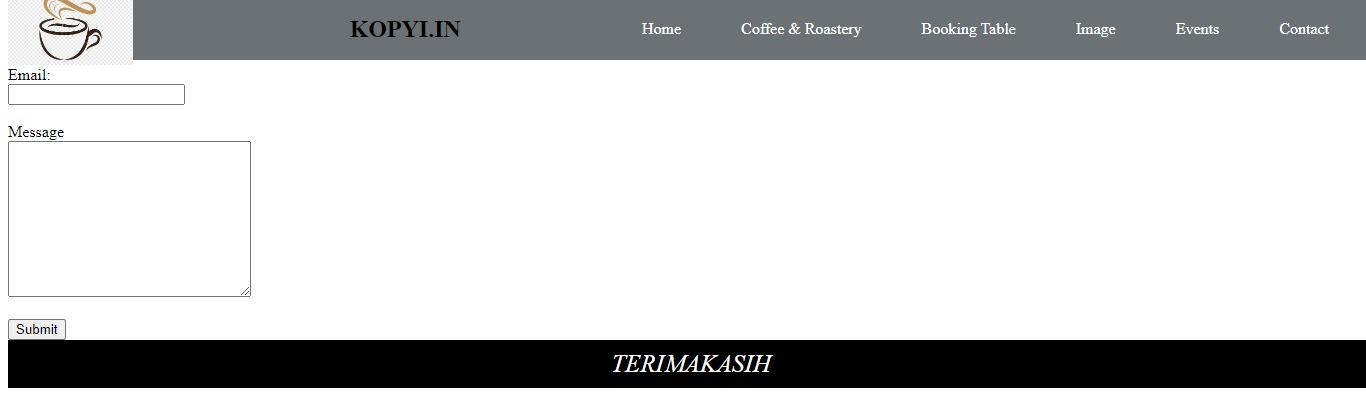 KOPYI.IN Home Coffee & Roastery Booking Table Image Events Contact
Email:
Message
Submit
TERIMAKASIH